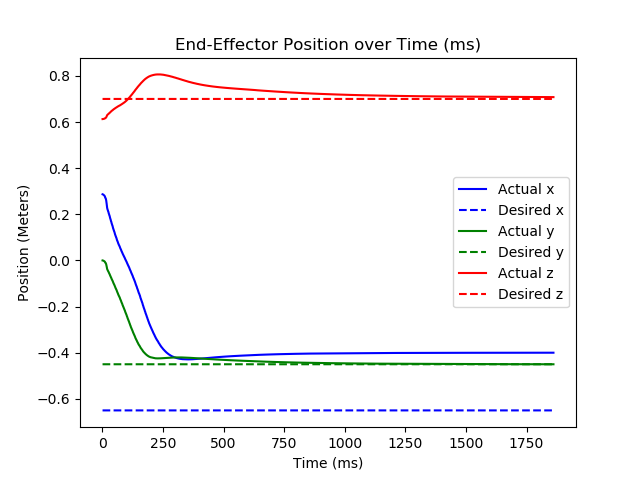 End-Effector Position over Time (ms)
Position (Meters)
0.8
0.6
0.4
0.2
0.0
−0.2
−0.4
−0.6
Actual x
Desired x
Actual y
Desired y
Actual z
Desired z
0 250 500 750 1000 1250 1500 1750
Time (ms)